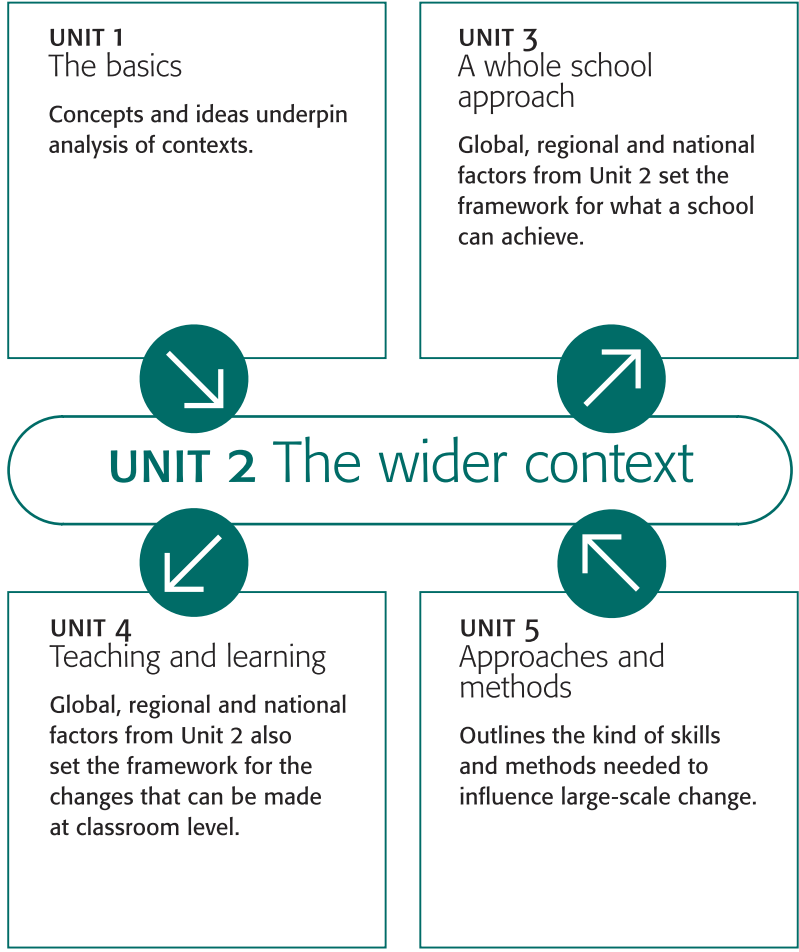 UNIT 1
The basics
Concepts and ideas underpin
analysis of contexts.
UNIT 3
A whole school
approach
Global, regional and national
factors from Unit 2 set the
framework for what a school
can achieve.
UNIT 2 The wider context
UNIT 4
Teaching and learning
Global, regional and national
factors from Unit 2 also
set the framework for the
changes that can be made
at classroom level.
UNIT 5
Approaches and
methods
Outlines the kind of skills
and methods needed to
influence large-scale change.